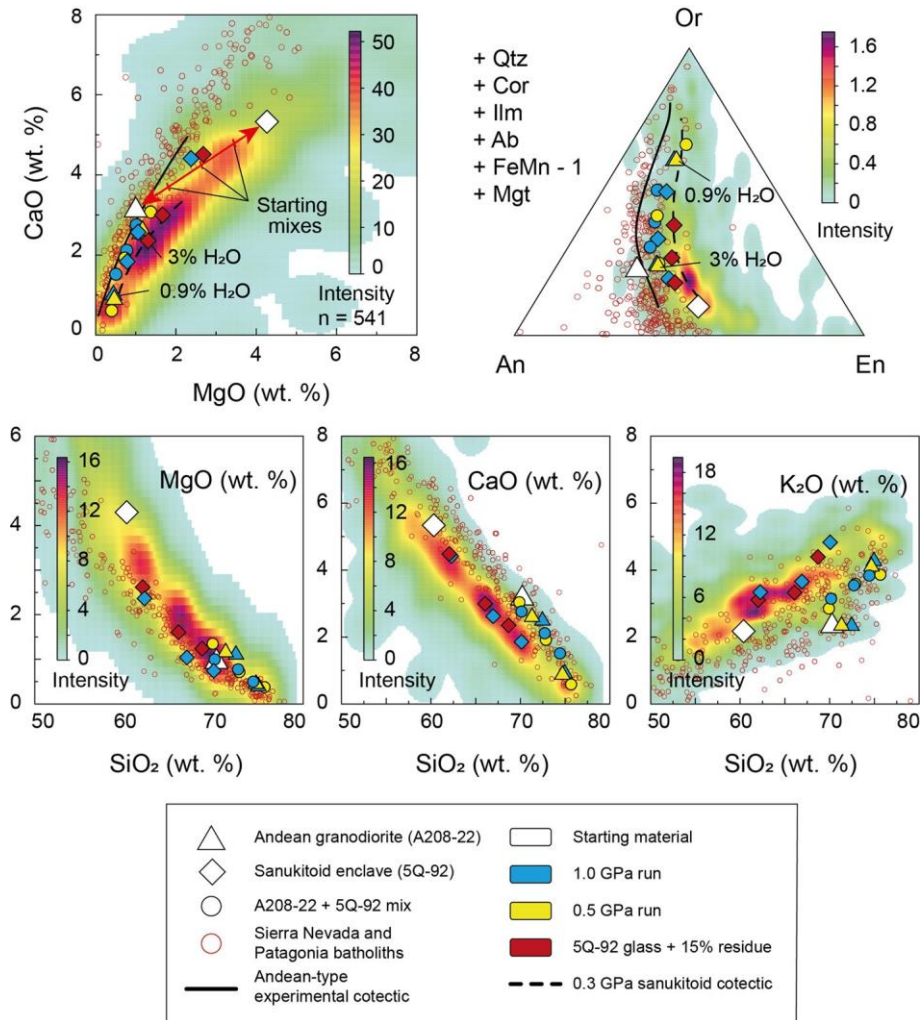 8
6
4
2
0
CaO (wt. %)
0
2
4
6
8
MgO (wt. %)
50
40
30
20
10
0
Intensity
n = 541
Starting
mixes
3% H₂O
0.9% H₂O
+ Qtz
+ Cor
+ Ilm
+ Ab
+ FeMn - 1
+ Mgt
Or
An
En
0.9% H₂O
3% H₂O
1.6
1.2
0.8
0.4
0
Intensity
6
4
2
0
16
12
8
4
0
Intensity
MgO (wt. %)
50
60
70
80
SiO₂ (wt. %)
8
6
4
2
0
16
12
8
4
0
Intensity
CaO (wt. %)
50
60
70
80
SiO₂ (wt. %)
8
6
4
2
0
18
12
6
0
Intensity
K₂O (wt. %)
50
60
70
80
SiO₂ (wt. %)
Andean granodiorite (A208-22)
Sanukitoid enclave (5Q-92)
A208-22 + 5Q-92 mix
Sierra Nevada and
Patagonia batholiths
Andean-type
experimental cotectic
Starting material
1.0 GPa run
0.5 GPa run
5Q-92 glass + 15% residue
0.3 GPa sanukitoid cotectic